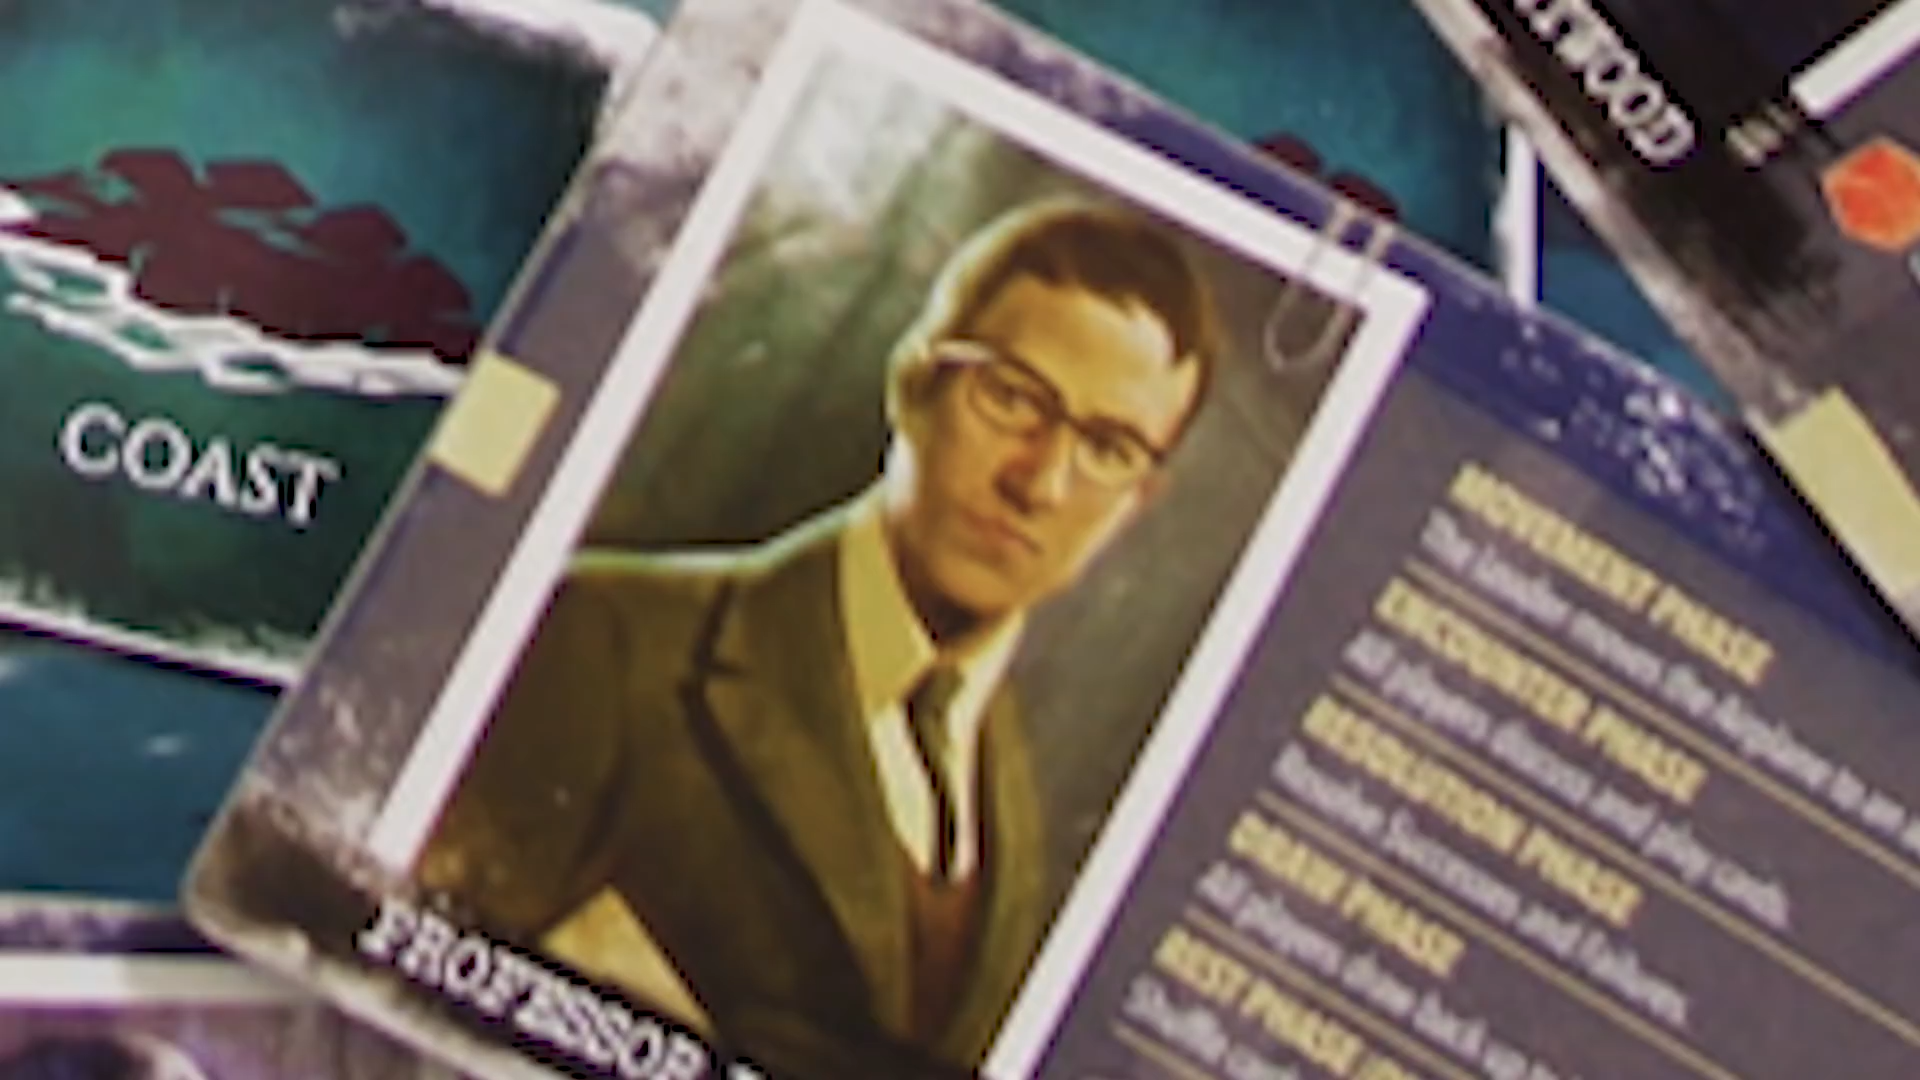 COAST
PROFESSOR
MOVEMENT PHASE
The Leader moves the Airplane to an
ENCOUNTER PHASE
All players discuss and play cards.
RESOLUTION PHASE
Resolve Successes and Failures.
DRAW PHASE
All players draw back up
REST PHASE
Shuffle